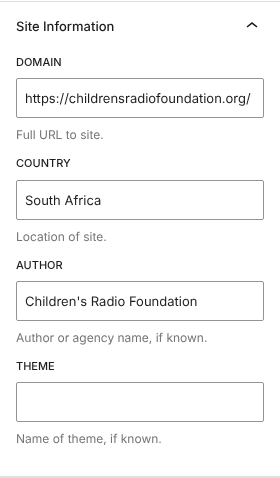 Site Information
DOMAIN
https://childrensradiofoundation.org/
Full URL to site.
COUNTRY
South Africa
Location of site.
AUTHOR
Children's Radio Foundation
Author or agency name, if known.
THEME
Name of theme, if known.